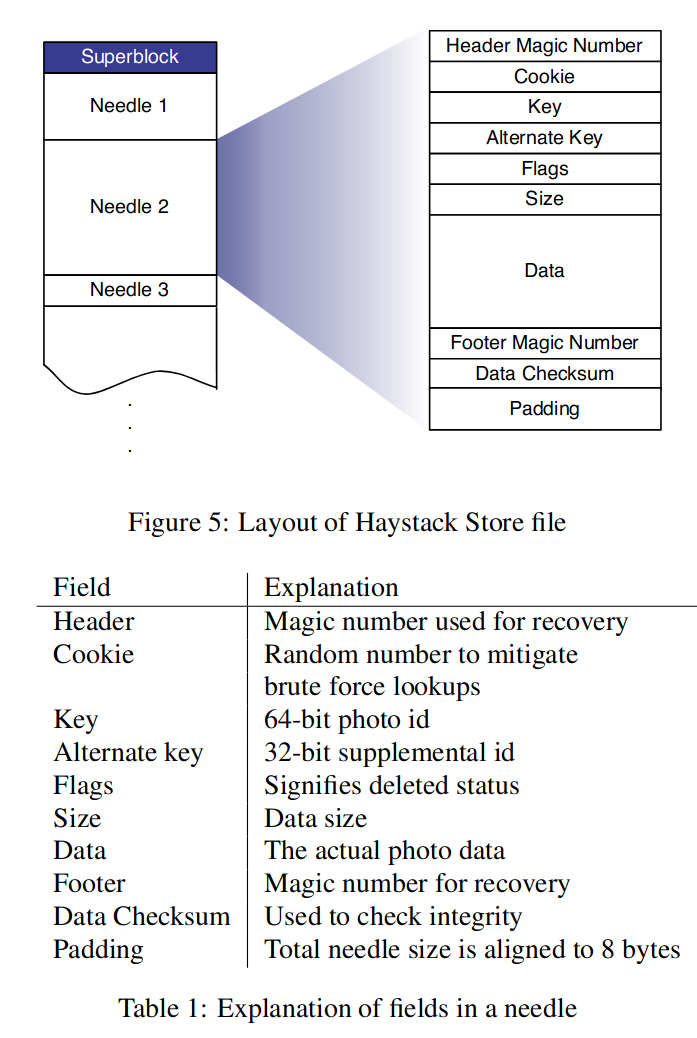 Superblock
Needle 1
Needle 2
Needle 3
.
.
.
Header Magic Number
Cookie
Key
Alternate Key
Flags
Size
Data
Footer Magic Number
Data Checksum
Padding
Figure 5: Layout of Haystack Store file
Field Explanation
Header Magic number used for recovery
Cookie Random number to mitigate
brute force lookups
Key 64-bit photo id
Alternate key 32-bit supplemental id
Flags Signifies deleted status
Size Data size
Data The actual photo data
Footer Magic number for recovery
Data Checksum Used to check integrity
Padding Total needle size is aligned to 8 bytes
Table 1: Explanation of fields in a needle